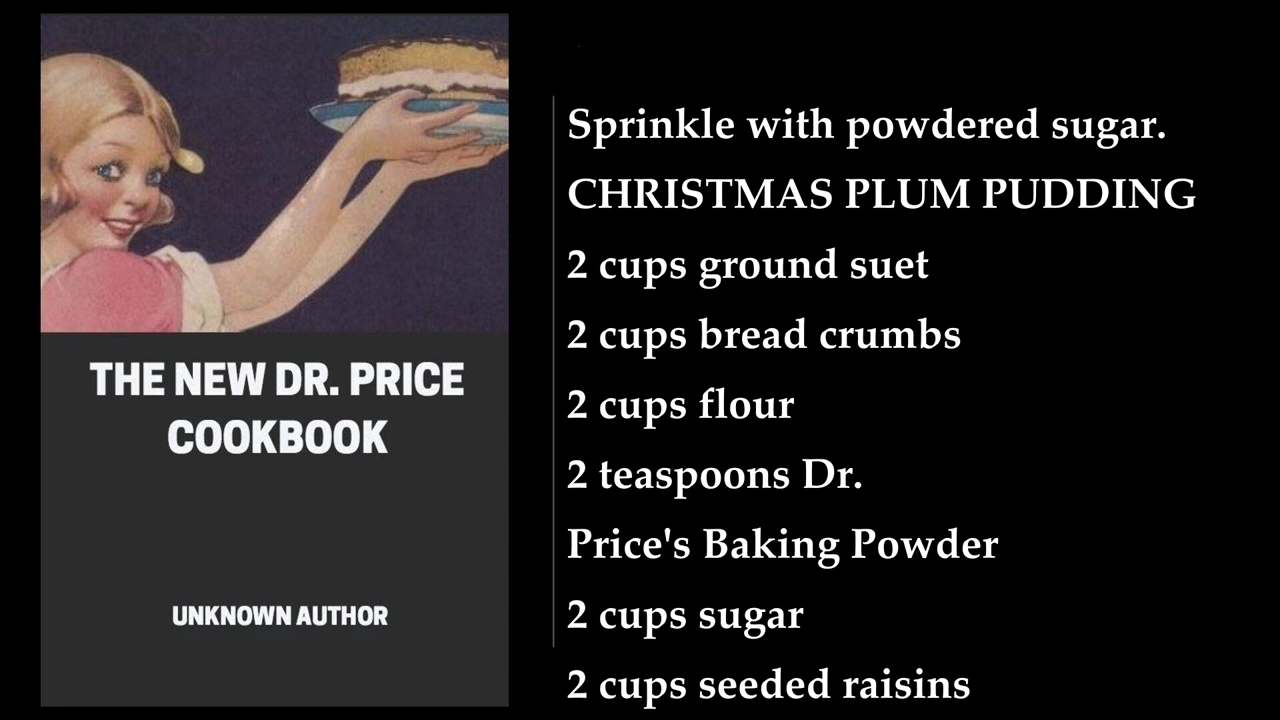 THE NEW DR. PRICE
COOKBOOK
UNKNOWN AUTHOR
Sprinkle with powdered sugar.
CHRISTMAS PLUM PUDDING
2 cups ground suet
2 cups bread crumbs
2 cups flour
2 teaspoons Dr.
Price's Baking Powder
2 cups sugar
2 cups seeded raisins